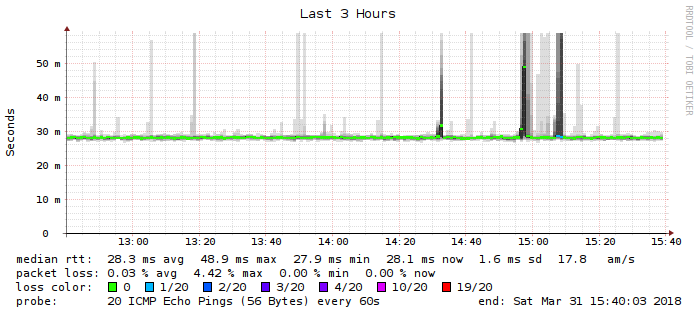 Last 3 Hours
RRDTOOL / TOBI OETIKER
Seconds
50 m
40 m
30 m
20 m
10 m
0
13:00 13:20 13:40 14:00 14:20 14:40 15:00 15:20 15:40
median rtt: 28.3 ms avg 48.9 ms max 27.9 ms min 28.1 ms now 1.6 ms sd 17.8 am/s
packet loss: 0.03 % avg 4.42 % max 0.00 % min 0.00 % now
loss color: 0 1/20 2/20 3/20 4/20 10/20 19/20
probe: 20 ICMP Echo Pings (56 Bytes) every 60s end: Sat Mar 31 15:40:03 2018